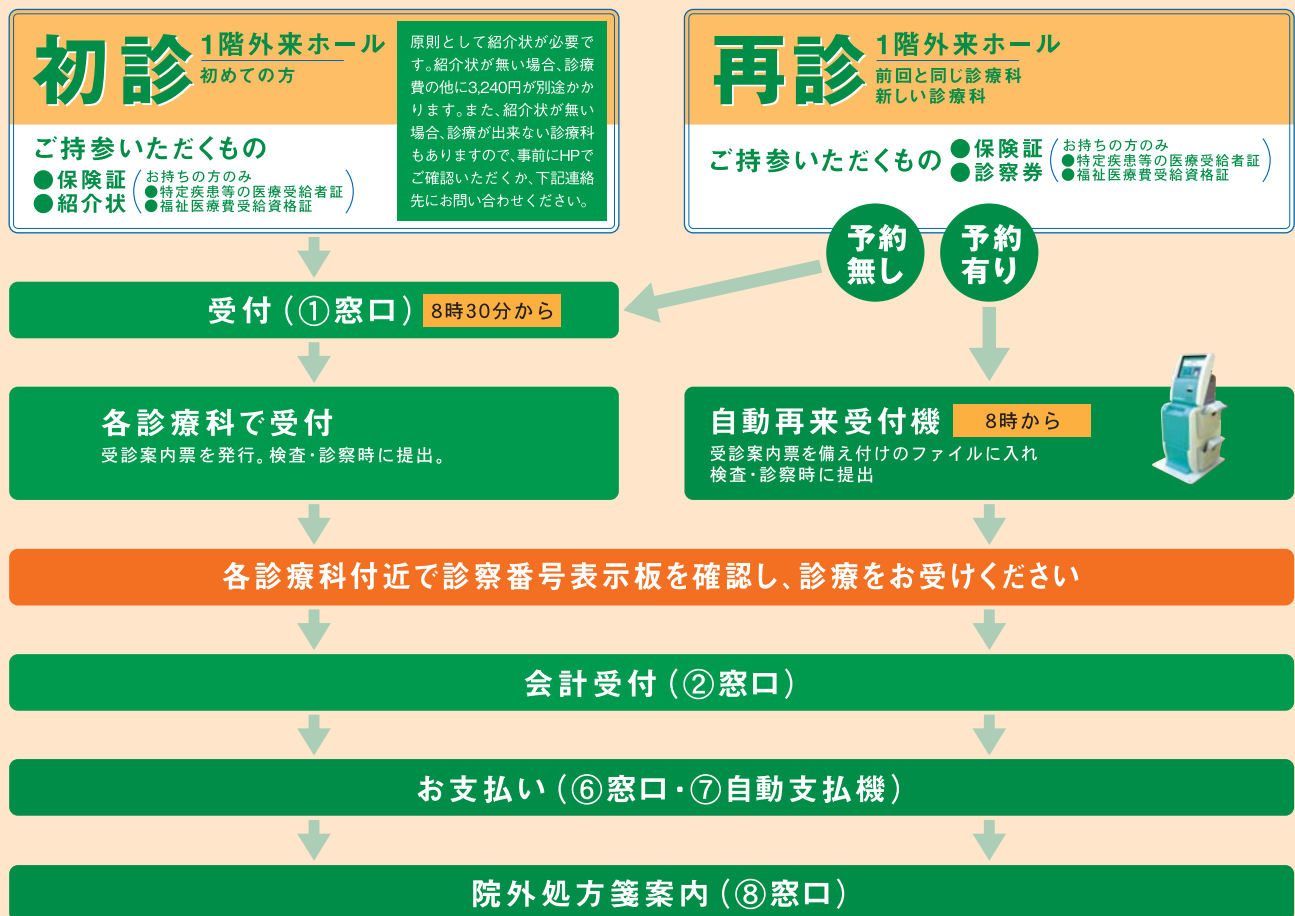 初診
1階外来ホール
初めての方
原則として紹介状が必要で
す。紹介状が無い場合、診療
費の他に3,240円が別途かか
ります。また、紹介状が無い
場合、診療が出来ない診療科
もありますので、事前にHPで
ご確認いただくか、下記連絡
先にお問い合わせください。
ご持参いただくもの
●保険証
●紹介状
(お持ちの方のみ
●特定疾患等の医療受給者証
●福祉医療費受給資格証)
再診
1階外来ホール
前回と同じ診療科
新しい診療科
ご持参いただくもの
●保険証
●診察券
(お持ちの方のみ
●特定疾患等の医療受給者証
●福祉医療費受給資格証)
予約
無し
予約
有り
受付(①窓口) 8時30分から
各診療科で受付
受診案内票を発行。検査・診察時に提出。
自動再来受付機 8時から
受診案内票を備え付けのファイルに入れ
検査・診察時に提出
各診療科付近で診察番号表示板を確認し、診療をお受けください
会計受付(②窓口)
お支払い(⑥窓口・⑦自動支払機)
院外処方箋案内(⑧窓口)